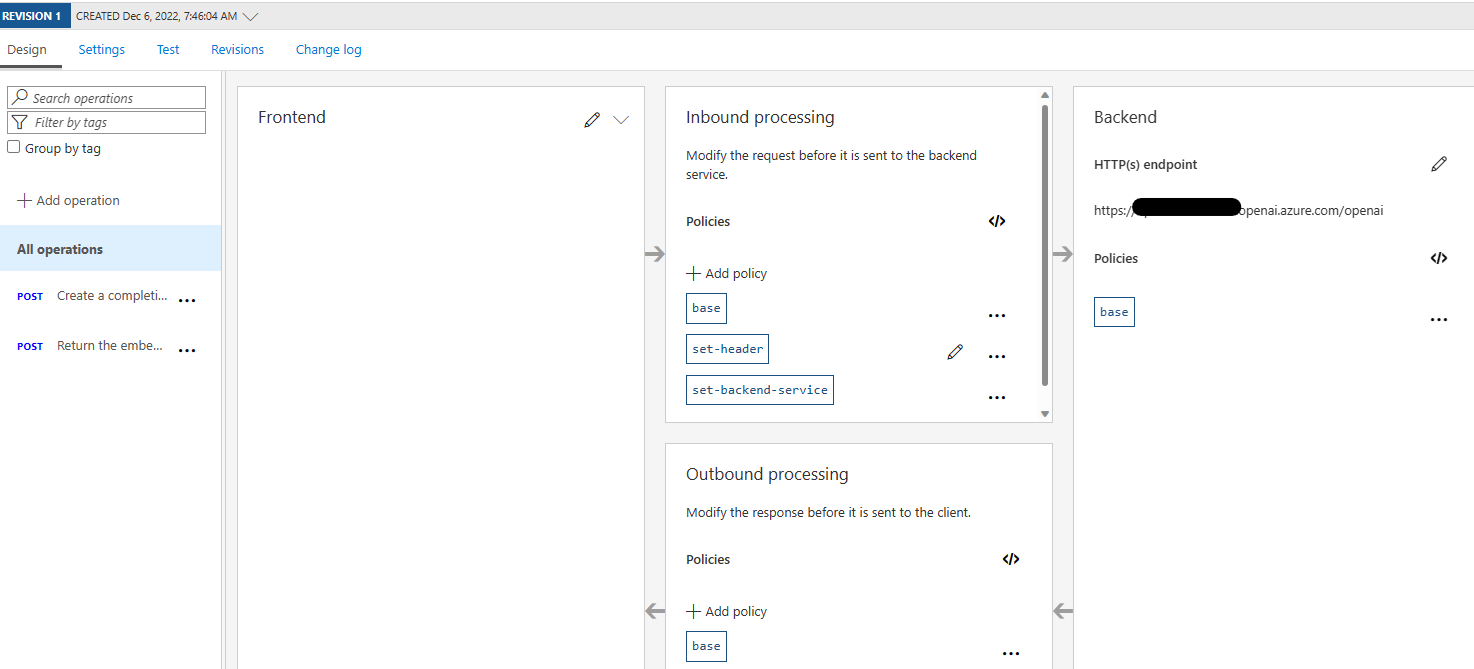 REVISION 1 CREATED Dec 6, 2022, 7:46:04 AM
Design Settings Test Revisions Change log
Search operations
Filter by tags
Group by tag
Add operation
All operations
POST Create a completi... ...
POST Return the embe... ...
Frontend
Inbound processing
Modify the request before it is sent to the backend
service.
Policies </>
Add policy
base ...
set-header ...
set-backend-service ...
Outbound processing
Modify the response before it is sent to the client.
Policies </>
Add policy
base ...
Backend
HTTP(s) endpoint
https:/ openai.azure.com/openai
Policies </>
base ...